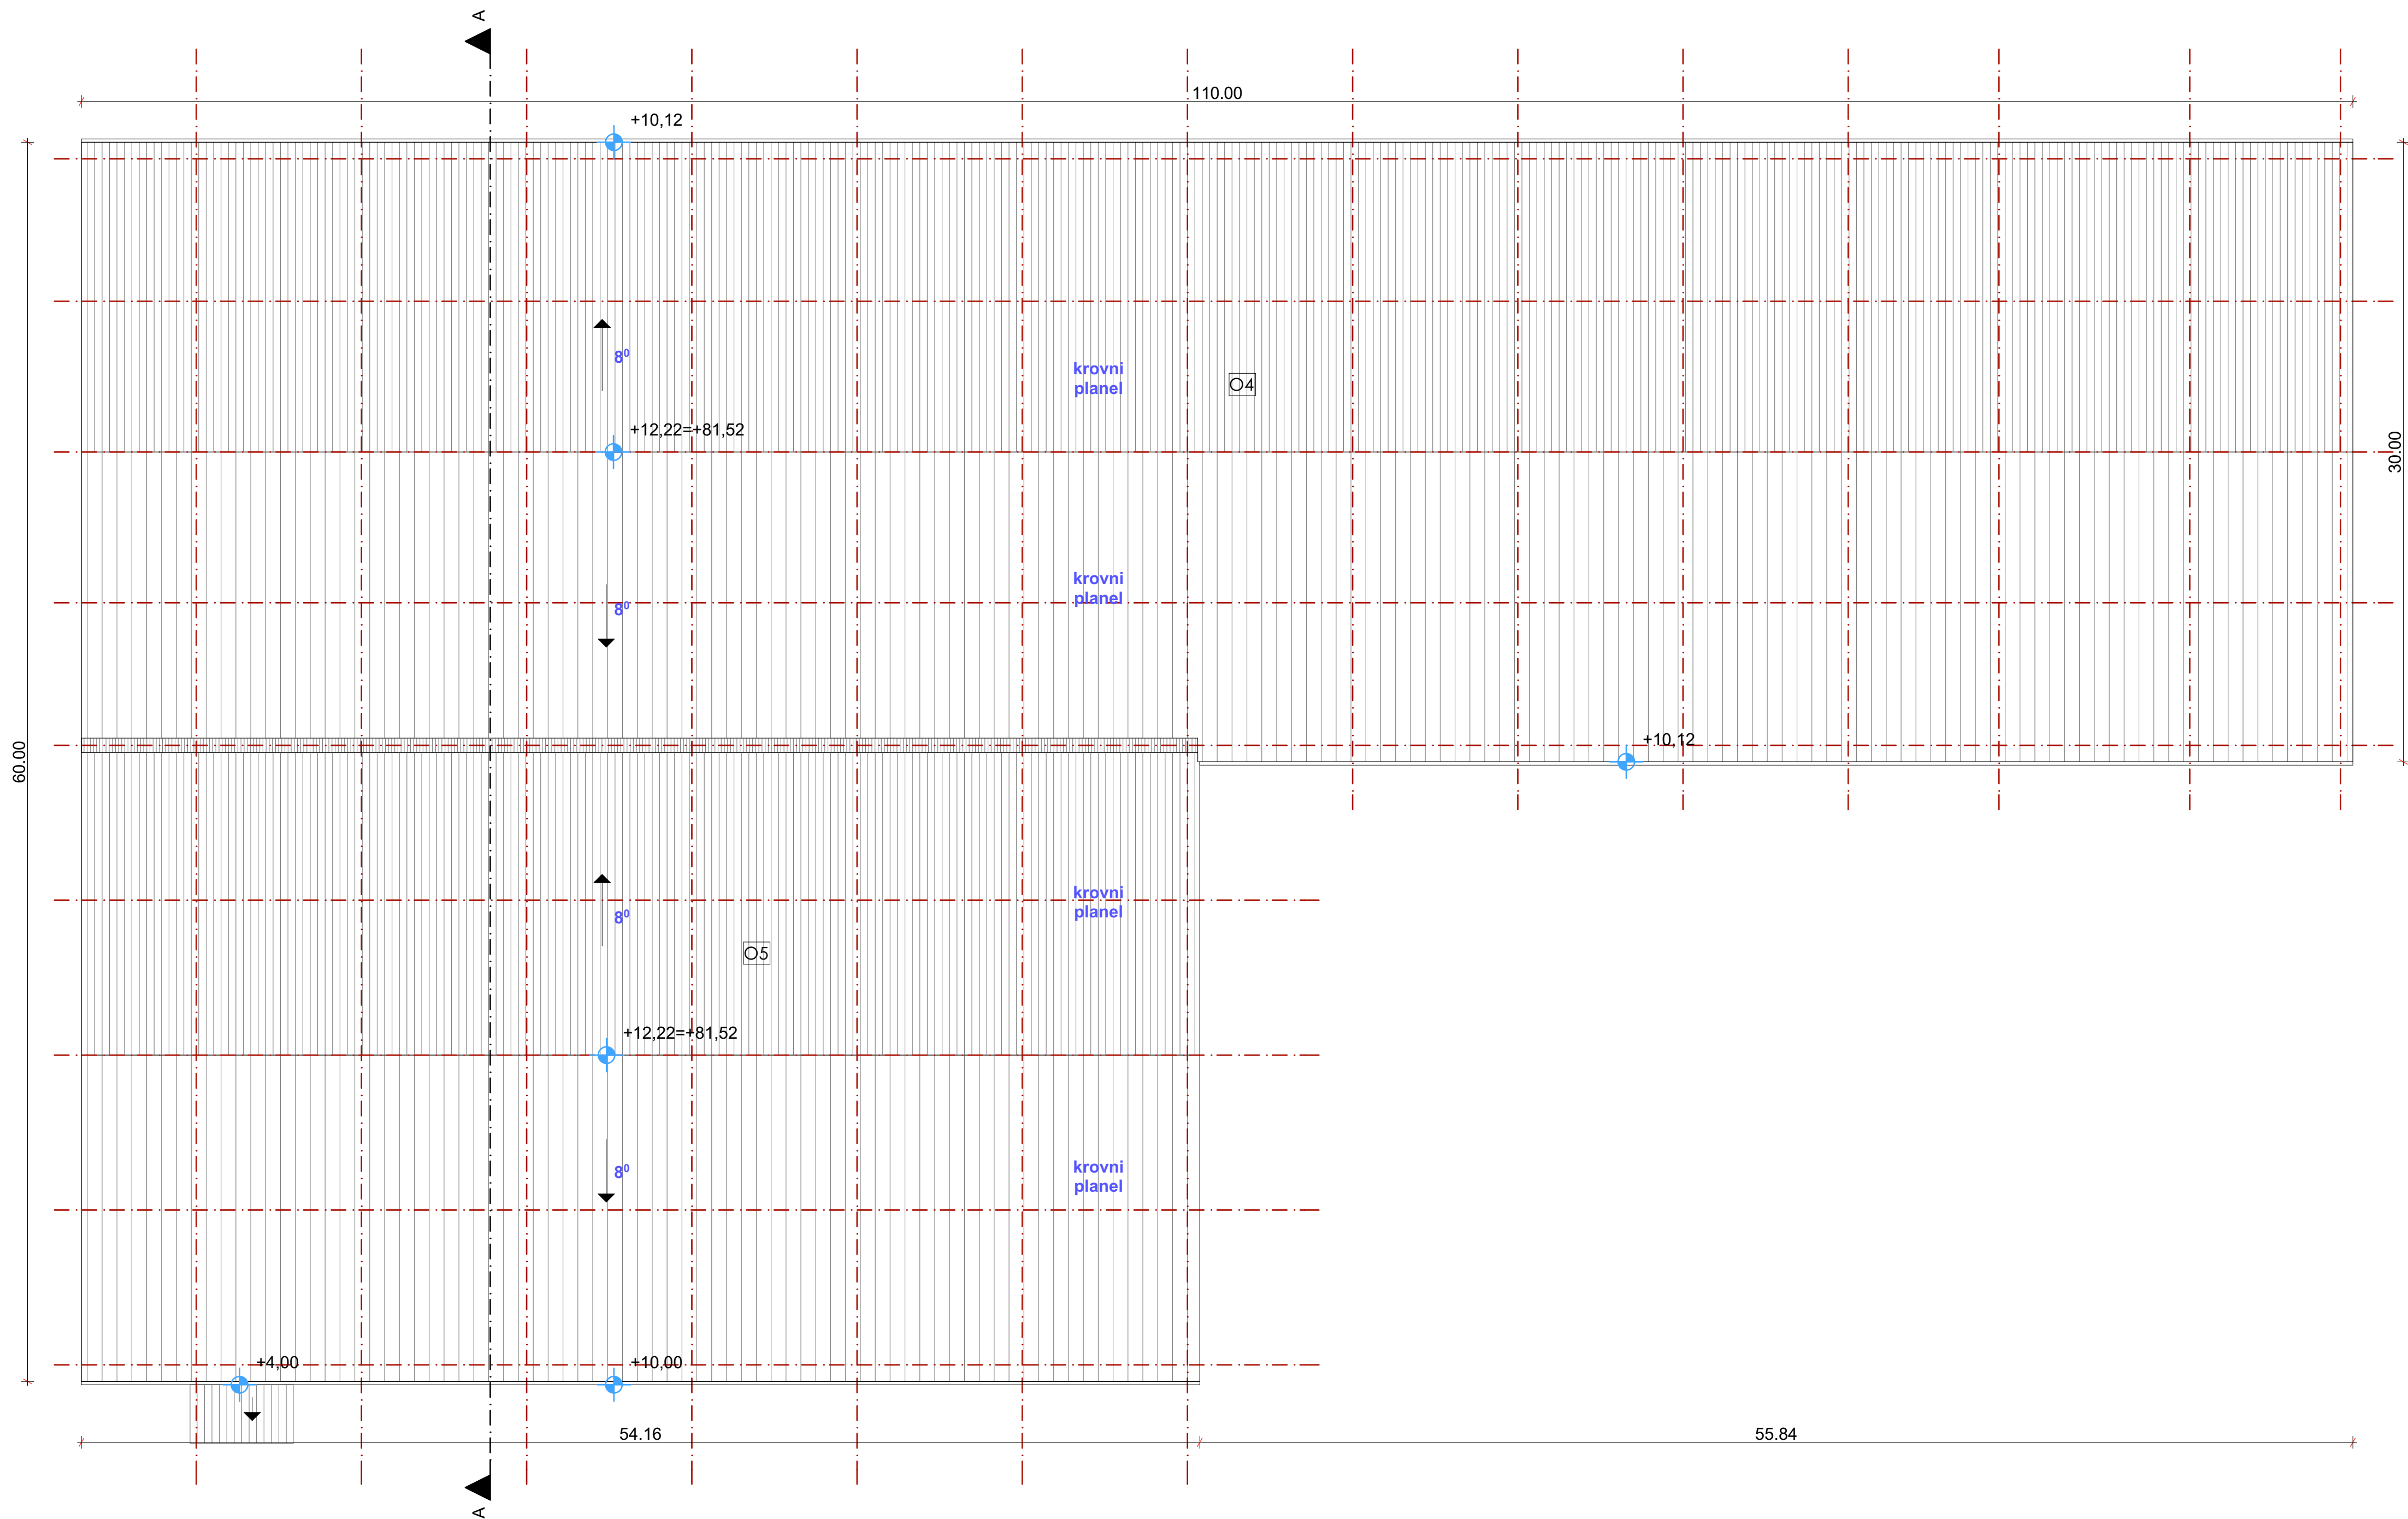 A
110.00
+10,12
8⁰
krovni
planel
O4
+12,22=+81,52
30.00
krovni
planel
8⁰
+10,12
60.00
krovni
planel
8⁰
O5
+12,22=+81,52
krovni
planel
8⁰
+4,00
+10,00
54.16
55.84
A